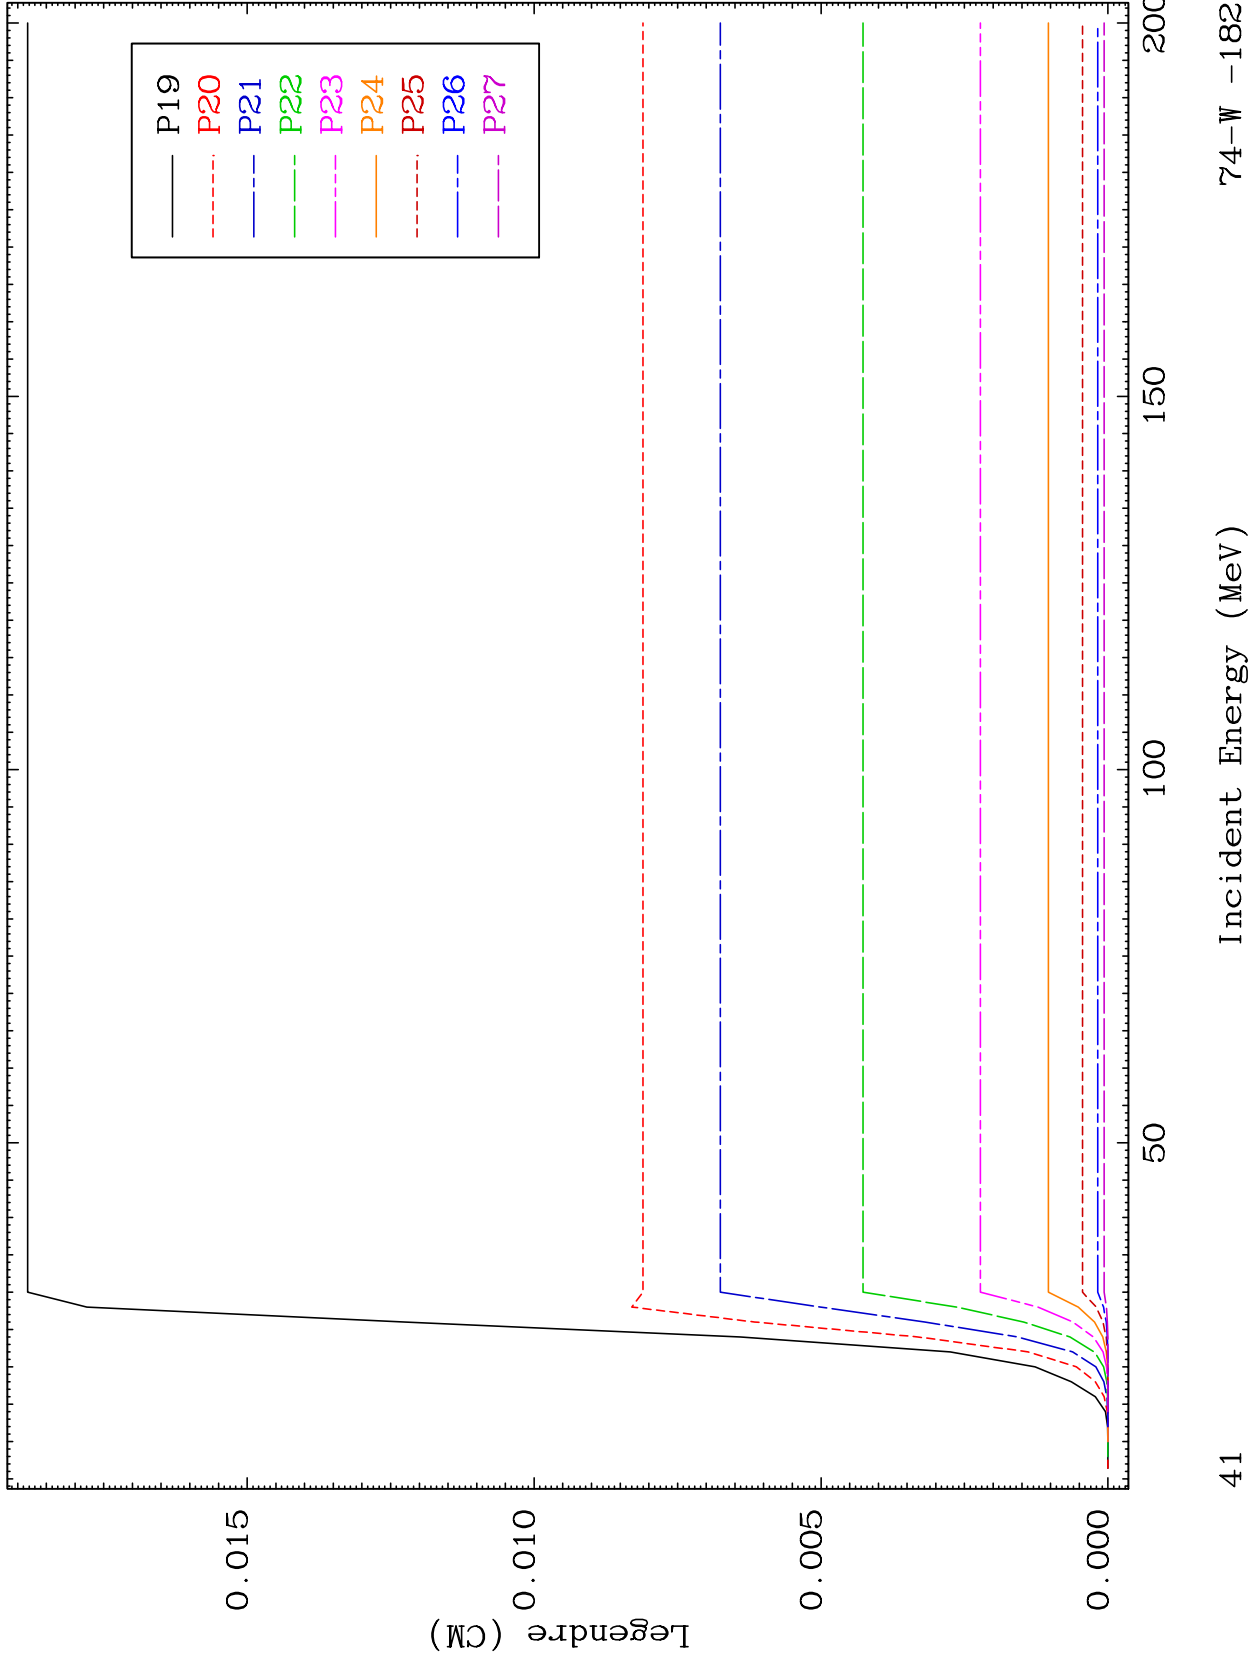 P19
P20
P21
P22
P23
P24
P25
P26
P27
0.015
0.010
0.005
0.000
Legendre (CM)
50
100
150
200
Incident Energy (MeV)
41
74-W -182